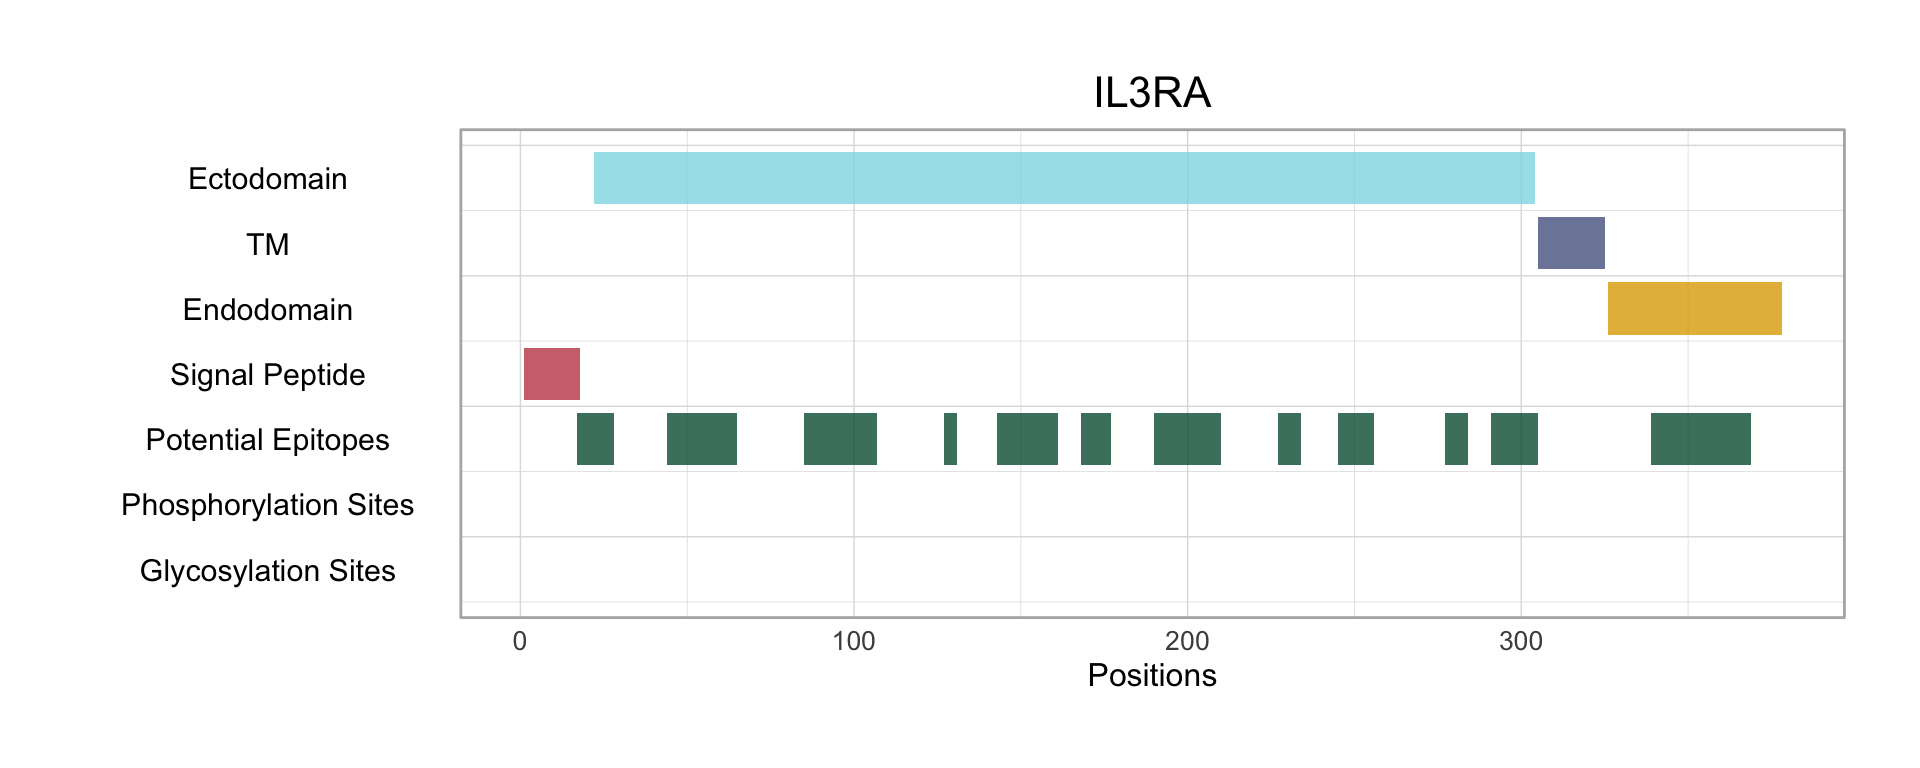 IL3RA
Ectodomain
TM
Endodomain
Signal Peptide
Potential Epitopes
Phosphorylation Sites
Glycosylation Sites
0 100 200 300
Positions